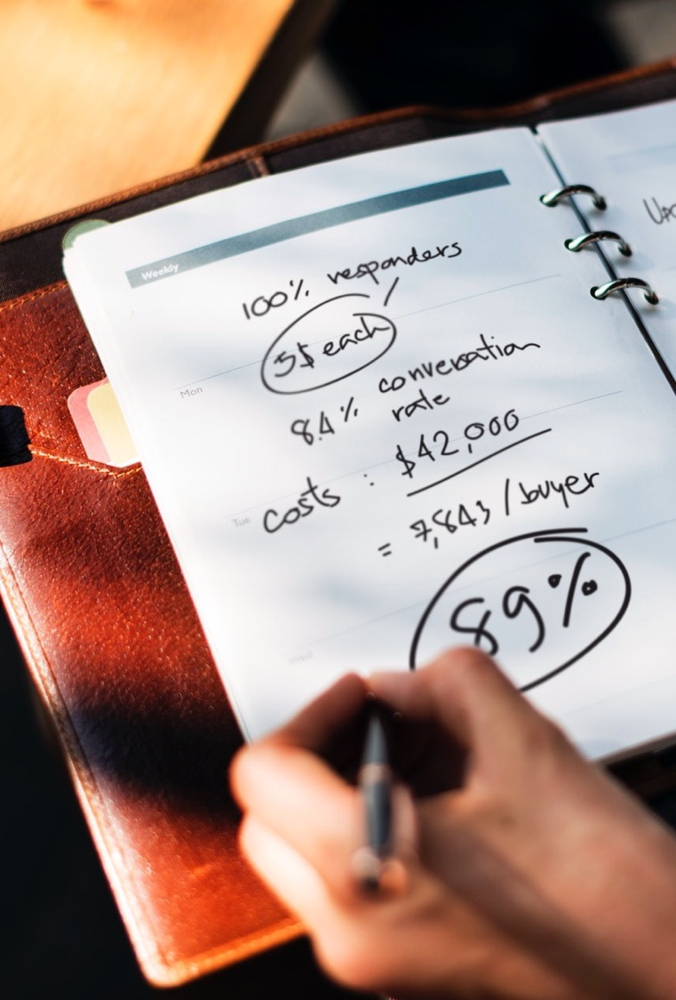 Weekly
100% responders
5$ each
Mon
8.4% conversation
rate
Tue
costs : $42,000
= 7,843 / buyer
89%